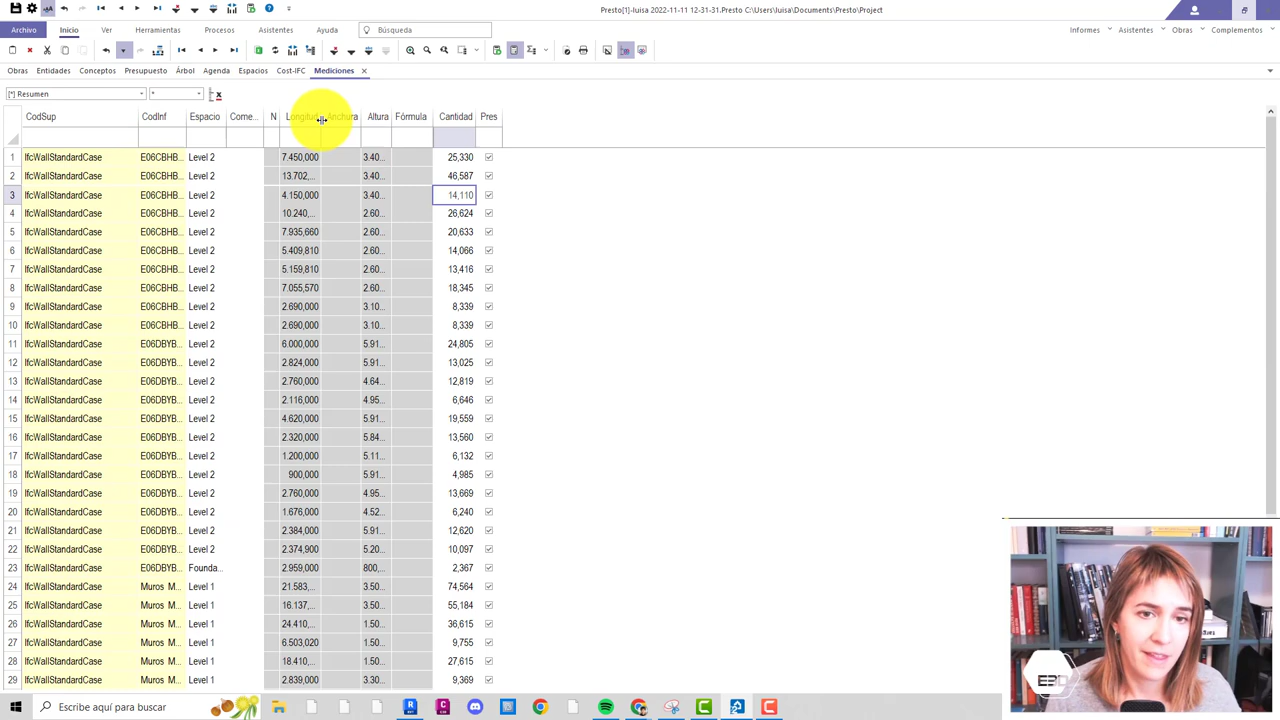 Presto[1]-luisa 2022-11-11 12-31-31.Presto C:\Users\luisa\Documents\Presto\Project
Archivo Inicio Ver Herramientas Procesos Asistentes Ayuda Búsqueda Informes Asistentes Obras Complementos
Obras Entidades Conceptos Presupuesto Árbol Agenda Espacios Cost-IFC Mediciones
[*] Resumen *
CodSup CodInf Espacio Come... N Longitud Anchura Altura Fórmula Cantidad Pres
1 IfcWallStandardCase E06CBHB... Level 2 7.450,000 3.40... 25,330
2 IfcWallStandardCase E06CBHB... Level 2 13.702,... 3.40... 46,587
3 IfcWallStandardCase E06CBHB... Level 2 4.150,000 3.40... 14,110
4 IfcWallStandardCase E06CBHB... Level 2 10.240,... 2.60... 26,624
5 IfcWallStandardCase E06CBHB... Level 2 7.935,660 2.60... 20,633
6 IfcWallStandardCase E06CBHB... Level 2 5.409,810 2.60... 14,066
7 IfcWallStandardCase E06CBHB... Level 2 5.159,810 2.60... 13,416
8 IfcWallStandardCase E06CBHB... Level 2 7.055,570 2.60... 18,345
9 IfcWallStandardCase E06CBHB... Level 2 2.690,000 3.10... 8,339
10 IfcWallStandardCase E06CBHB... Level 2 2.690,000 3.10... 8,339
11 IfcWallStandardCase E06DBYB... Level 2 6.000,000 5.91... 24,805
12 IfcWallStandardCase E06DBYB... Level 2 2.824,000 5.91... 13,025
13 IfcWallStandardCase E06DBYB... Level 2 2.760,000 4.64... 12,819
14 IfcWallStandardCase E06DBYB... Level 2 2.116,000 4.95... 6,646
15 IfcWallStandardCase E06DBYB... Level 2 4.620,000 5.91... 19,559
16 IfcWallStandardCase E06DBYB... Level 2 2.320,000 5.84... 13,560
17 IfcWallStandardCase E06DBYB... Level 2 1.200,000 5.11... 6,132
18 IfcWallStandardCase E06DBYB... Level 2 900,000 5.91... 4,985
19 IfcWallStandardCase E06DBYB... Level 2 2.760,000 4.95... 13,669
20 IfcWallStandardCase E06DBYB... Level 2 1.676,000 4.52... 6,240
21 IfcWallStandardCase E06DBYB... Level 2 2.384,000 5.91... 12,620
22 IfcWallStandardCase E06DBYB... Level 2 2.374,900 5.20... 10,097
23 IfcWallStandardCase E06DBYB... Founda... 2.959,000 800,... 2,367
24 IfcWallStandardCase Muros M... Level 1 21.583,... 3.50... 74,564
25 IfcWallStandardCase Muros M... Level 1 16.137,... 3.50... 55,184
26 IfcWallStandardCase Muros M... Level 1 24.410,... 1.50... 36,615
27 IfcWallStandardCase Muros M... Level 1 6.503,020 1.50... 9,755
28 IfcWallStandardCase Muros M... Level 1 18.410,... 1.50... 27,615
29 IfcWallStandardCase Muros M... Level 1 2.839,000 3.30... 9,369
Escribe aquí para buscar